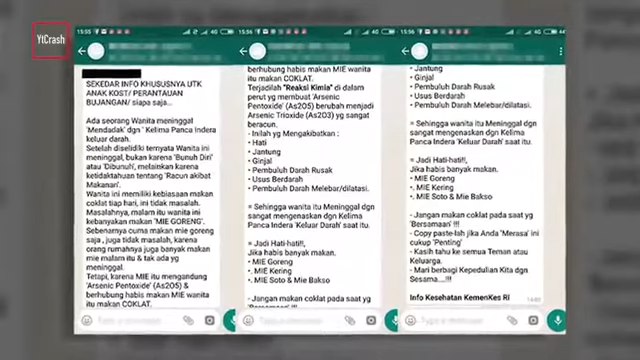 YtCrash
15:55
SEKEDAR INFO KHUSUSNYA UTK
ANAK KOST/ PERANTAUAN
BUJANGAN/ siapa saja...
Ada seorang Wanita meninggal
'Mendadak' dgn ' Kelima Panca Indera
keluar darah.
Setelah diselidiki ternyata Wanita ini
meninggal, bukan karena 'Bunuh Diri'
atau 'Dibunuh', melainkan karena
ketidaktahuan tentang "Racun akibat
Makanan'.
Wanita ini memiliki kebiasaan makan
coklat tiap hari, ini tidak masalah.
Masalahnya, malam itu wanita ini
kebanyakan makan "MIE GORENG'.
Sebenarnya cuma makan mie goreng
saja , juga tidak masalah, karena
orang rumahnya juga banyak makan
mie malam itu & tak ada yg
meninggal.
Tetapi, karena MIE itu mengandung
'Arsenic Pentoxide' (As2O5) &
berhubung habis makan MIE wanita
itu makan COKLAT.
15:56
berhubung habis makan MIE wanita
itu makan COKLAT.
Terjadilah "Reaksi Kimia" di dalam
perut yg membuat 'Arsenic
Pentoxide' (As2O5) berubah menjadi
Arsenic Trioxide (As2O3) yg sangat
beracun.
- Inilah yg Mengakibatkan :
• Hati
• Jantung
• Ginjal
• Pembuluh Darah Rusak
• Usus Berdarah
• Pembuluh Darah Melebar/dilatasi.
= Sehingga wanita itu Meninggal dgn
sangat mengenaskan dgn Kelima
Panca Indera 'Keluar Darah' saat itu.
= Jadi Hati-hati!!,
Jika habis banyak makan.
•. MIE Goreng
•. MIE Kering
•. MIE Soto & Mie Bakso
- Jangan makan coklat pada saat yg
15:56
• Jantung
• Ginjal
• Pembuluh Darah Rusak
• Usus Berdarah
• Pembuluh Darah Melebar/dilatasi.
= Sehingga wanita itu Meninggal dgn
sangat mengenaskan dgn Kelima
Panca Indera 'Keluar Darah' saat itu.
= Jadi Hati-hati!!,
Jika habis banyak makan.
•. MIE Goreng
•. MIE Kering
•. MIE Soto & Mie Bakso
- Jangan makan coklat pada saat yg
'Bersamaan' !!!
- Copy paste-lah jika Anda 'Merasa' ini
cukup "Penting"
- Kasih tahu ke semua Teman atau
Keluarga.
- Mari berbagi Kepedulian Kita dgn
Sesama....!!!
Info Kesehatan KemenKes RI